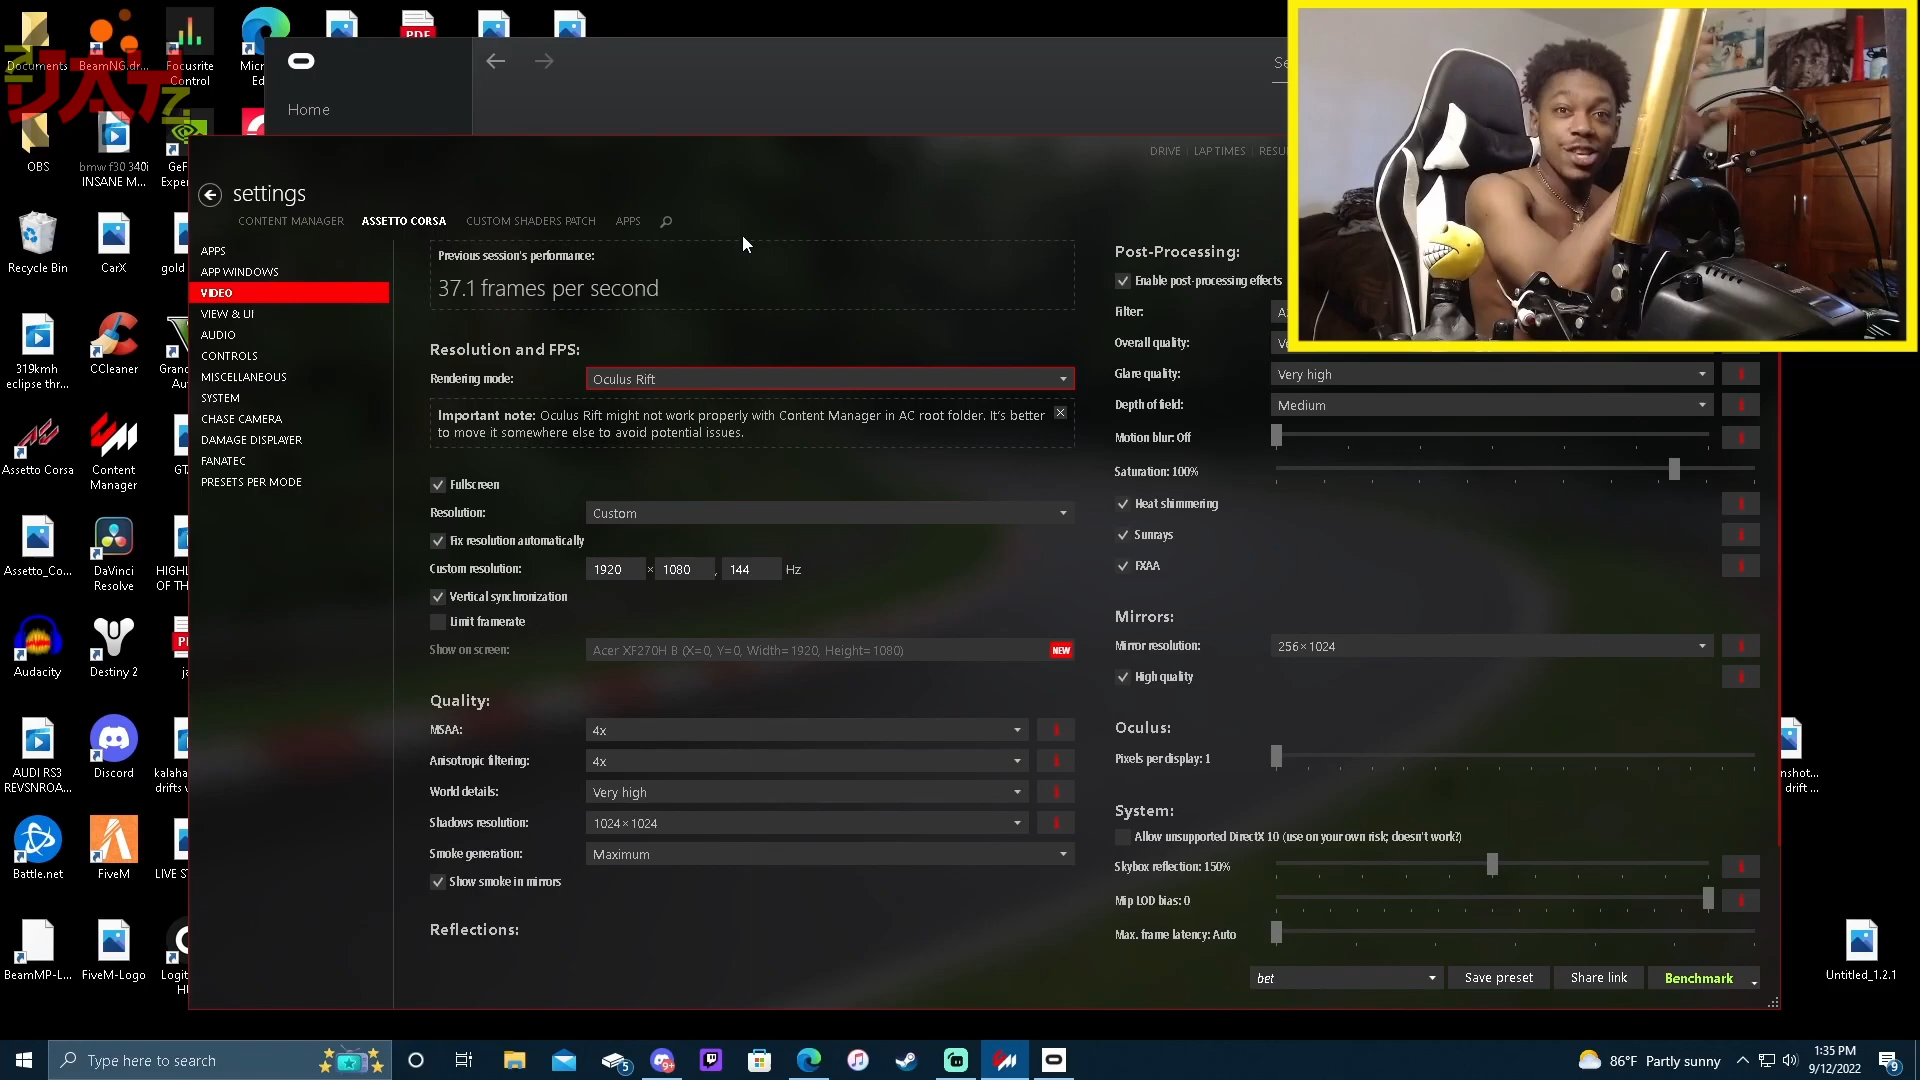 Documents
BeamNG.dr...
Focusrite
Control
Home
PDF
OBS
bmw f30 340i
INSANE M...
Recycle Bin
CarX
gold
319kmh
eclipse thr...
CCleaner
Assetto Corsa
Content
Manager
Assetto_Co...
DaVinci
Resolve
Audacity
Destiny 2
AUDI RS3
REVSNROA...
Discord
kalaha
drifts
Battle.net
FiveM
LIVE ST
BeamMP-L...
FiveM-Logo
DRIVE
LAP TIMES
settings
CONTENT MANAGER
ASSETTO CORSA
CUSTOM SHADERS PATCH
APPS
APPS
APP WINDOWS
VIDEO
VIEW & UI
AUDIO
CONTROLS
MISCELLANEOUS
SYSTEM
CHASE CAMERA
DAMAGE DISPLAYER
FANATEC
PRESETS PER MODE
Previous session's performance:
37.1 frames per second
Resolution and FPS:
Rendering mode: Oculus Rift
Important note: Oculus Rift might not work properly with Content Manager in AC root folder. It's better
to move it somewhere else to avoid potential issues.
Fullscreen
Resolution: Custom
Fix resolution automatically
Custom resolution: 1920 × 1080 , 144 Hz
Vertical synchronization
Limit framerate
Show on screen: Acer XF270H B (X=0, Y=0, Width=1920, Height=1080) NEW
Quality:
MSAA: 4x
Anisotropic filtering: 4x
World details: Very high
Shadows resolution: 1024×1024
Smoke generation: Maximum
Show smoke in mirrors
Reflections:
Post-Processing:
Enable post-processing effects
Filter:
Overall quality:
Glare quality: Very high
Depth of field: Medium
Motion blur: Off
Saturation: 100%
Heat shimmering
Sunrays
FXAA
Mirrors:
Mirror resolution: 256×1024
High quality
Oculus:
Pixels per display: 1
System:
Allow unsupported DirectX 10 (use on your own risk; doesn't work?)
Skybox reflection: 150%
Mip LOD bias: 0
Max. frame latency: Auto
bet
Save preset
Share link
Benchmark
Untitled_1.2.1
Type here to search
5
9+
86°F Partly sunny
1:35 PM
9/12/2022
9